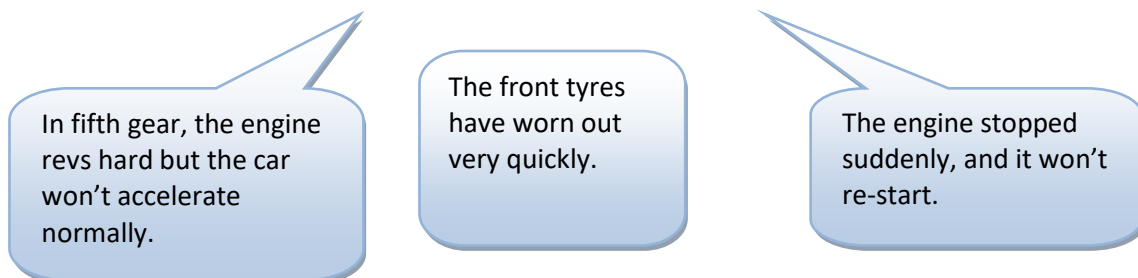 In fifth gear, the engine
revs hard but the car
won’t accelerate
normally.
The front tyres
have worn out
very quickly.
The engine stopped
suddenly, and it won’t
re-start.